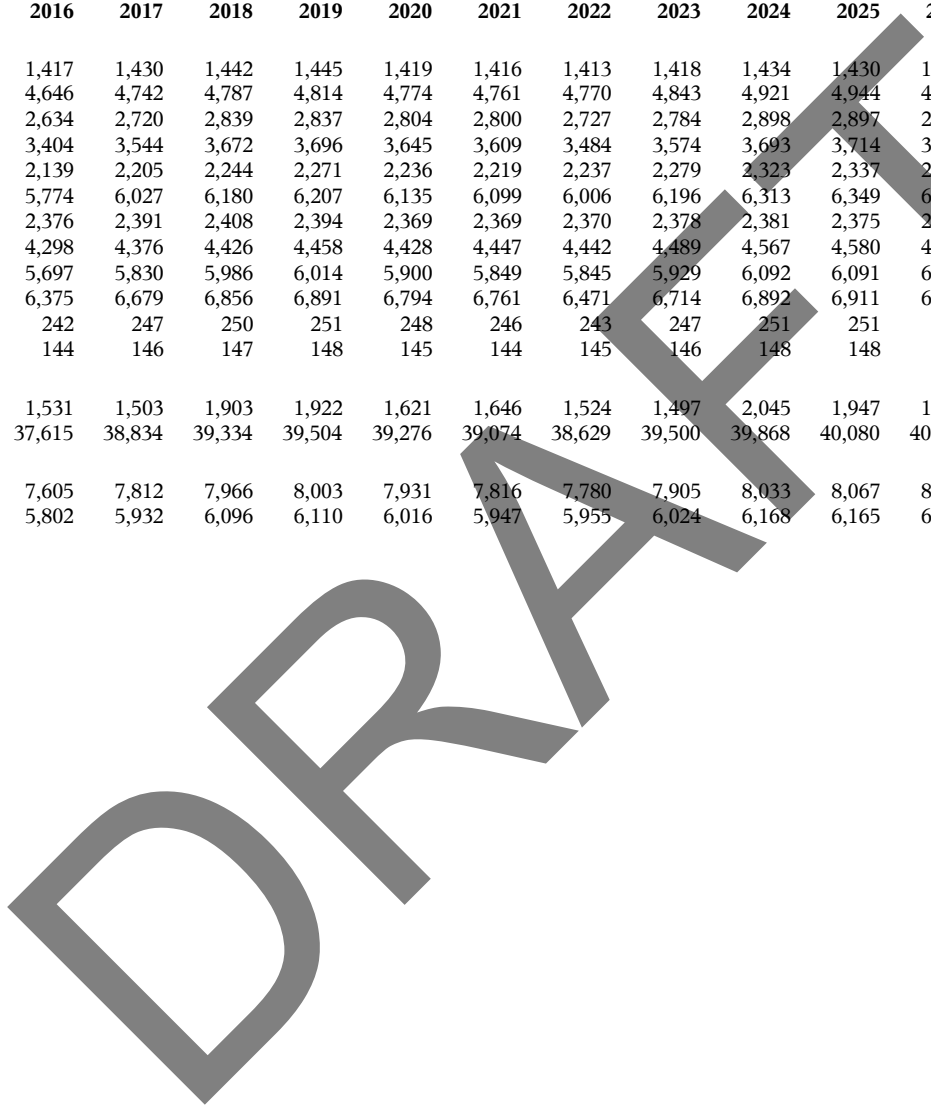 2016 2017 2018 2019 2020 2021 2022 2023 2024 2025
1,417 1,430 1,442 1,445 1,419 1,416 1,413 1,418 1,434 1,430
4,646 4,742 4,787 4,814 4,774 4,761 4,770 4,843 4,921 4,944
2,634 2,720 2,839 2,837 2,804 2,800 2,727 2,784 2,898 2,897
3,404 3,544 3,672 3,696 3,645 3,609 3,484 3,574 3,693 3,714
2,139 2,205 2,244 2,271 2,236 2,219 2,237 2,279 2,323 2,337
5,774 6,027 6,180 6,207 6,135 6,099 6,006 6,196 6,313 6,349
2,376 2,391 2,408 2,394 2,369 2,369 2,370 2,378 2,381 2,375
4,298 4,376 4,426 4,458 4,428 4,447 4,442 4,489 4,567 4,580
5,697 5,830 5,986 6,014 5,900 5,849 5,845 5,929 6,092 6,091
6,375 6,679 6,856 6,891 6,794 6,761 6,471 6,714 6,892 6,911
242 247 250 251 248 246 243 247 251 251
144 146 147 148 145 144 145 146 148 148
1,531 1,503 1,903 1,922 1,621 1,646 1,524 1,497 2,045 1,947
37,615 38,834 39,334 39,504 39,276 39,074 38,629 39,500 39,868 40,080
7,605 7,812 7,966 8,003 7,931 7,816 7,780 7,905 8,033 8,067
5,802 5,932 6,096 6,110 6,016 5,947 5,955 6,024 6,168 6,165
DRAFT